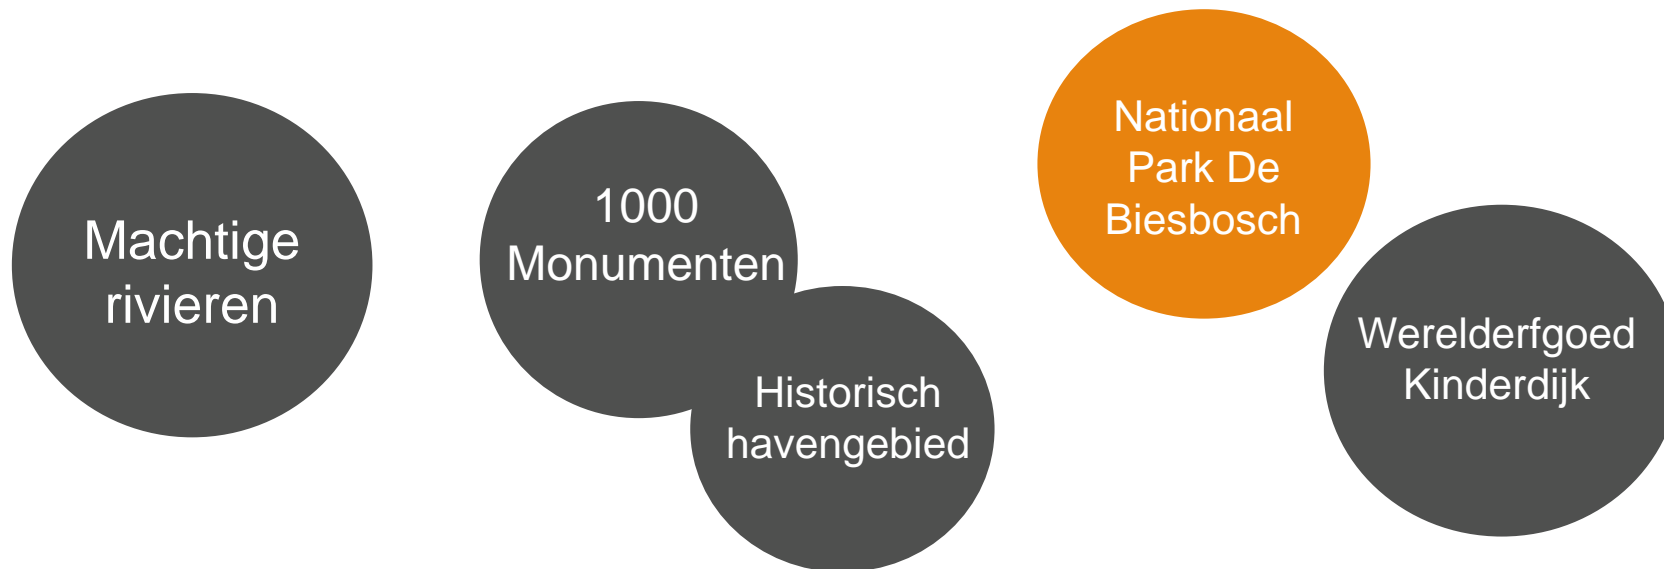 Machtige
rivieren
1000
Monumenten
Historisch
havengebied
Nationaal
Park De
Biesbosch
Werelderfgoed
Kinderdijk